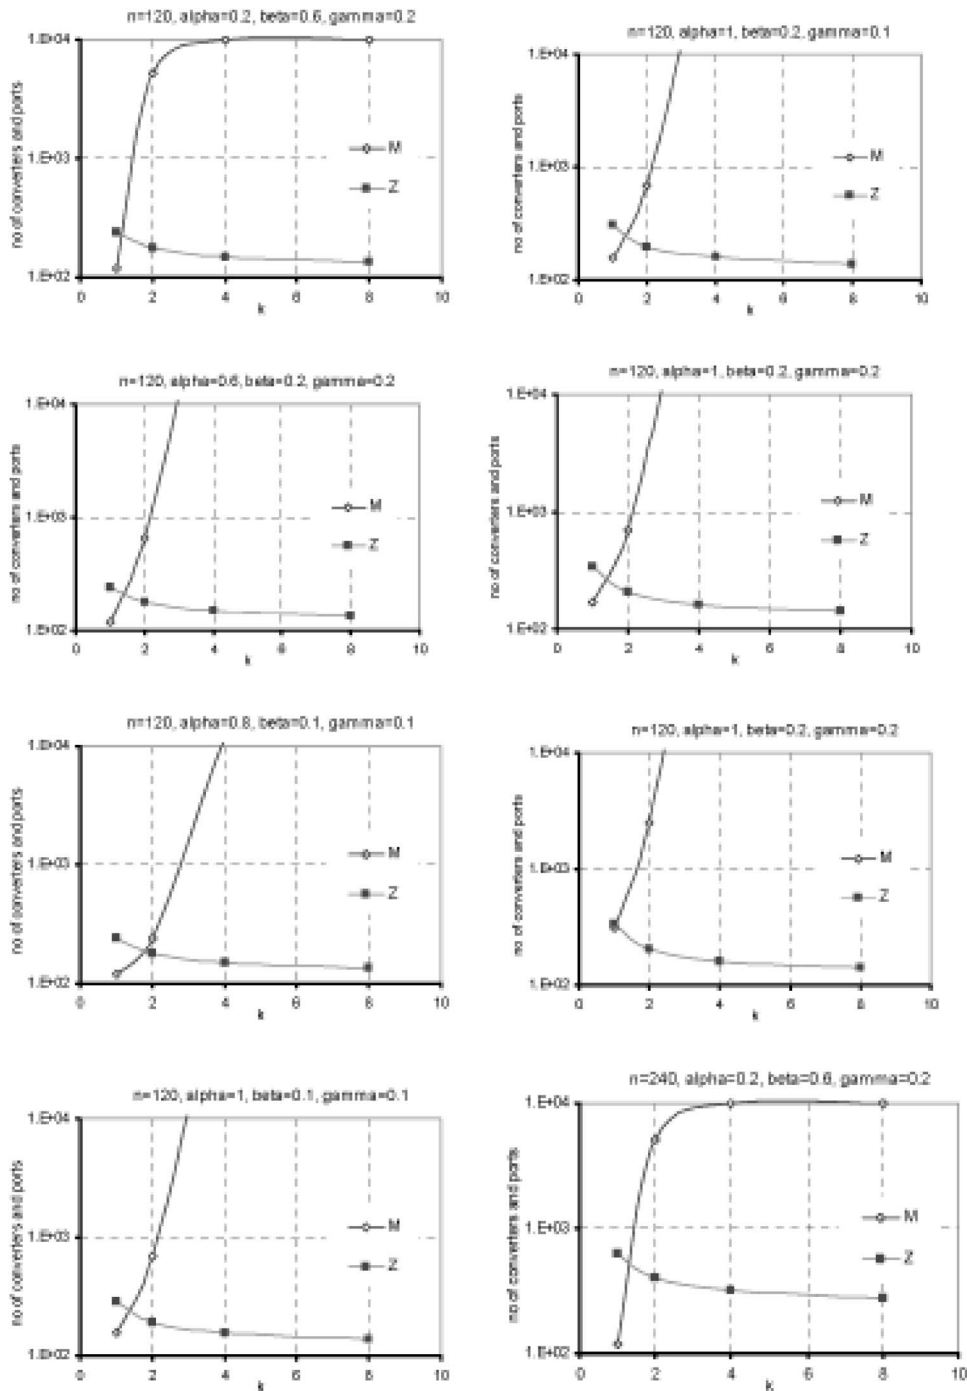 n=120, alpha=0.2, beta=0.6, gamma=0.2
no of converters and ports
1.E+04
1.E+03
1.E+02
M
Z
0 2 4 6 8 10
k
n=120, alpha=1, beta=0.2, gamma=0.1
no of converters and ports
1.E+04
1.E+03
1.E+02
M
Z
0 2 4 6 8 10
k
n=120, alpha=0.6, beta=0.2, gamma=0.2
no of converters and ports
1.E+04
1.E+03
1.E+02
M
Z
0 2 4 6 8 10
k
n=120, alpha=1, beta=0.2, gamma=0.2
no of converters and ports
1.E+04
1.E+03
1.E+02
M
Z
0 2 4 6 8 10
k
n=120, alpha=0.8, beta=0.1, gamma=0.1
no of converters and ports
1.E+04
1.E+03
1.E+02
M
Z
0 2 4 6 8 10
k
n=120, alpha=1, beta=0.2, gamma=0.2
no of converters and ports
1.E+04
1.E+03
1.E+02
M
Z
0 2 4 6 8 10
k
n=120, alpha=1, beta=0.1, gamma=0.1
no of converters and ports
1.E+04
1.E+03
1.E+02
M
Z
0 2 4 6 8 10
k
n=240, alpha=0.2, beta=0.6, gamma=0.2
no of converters and ports
1.E+04
1.E+03
1.E+02
M
Z
0 2 4 6 8 10
k